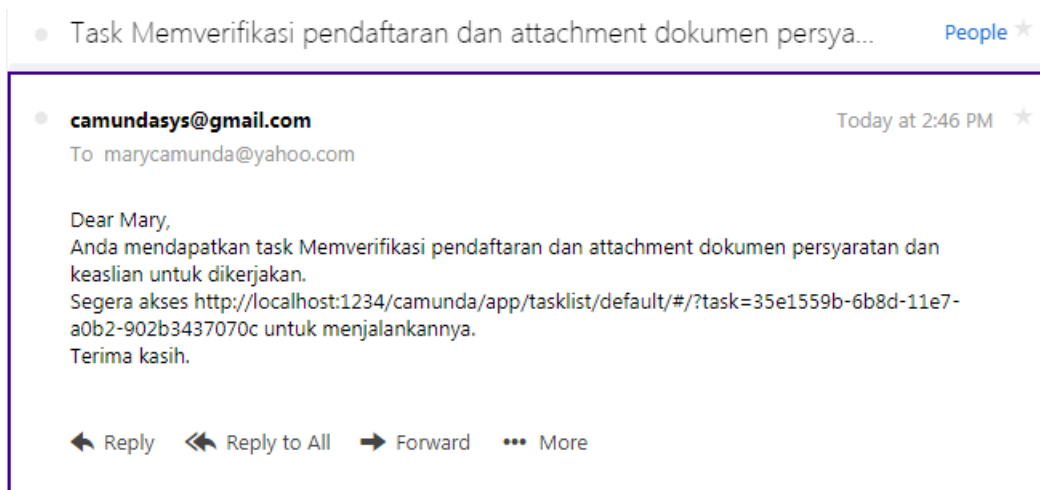 Task Memverifikasi pendaftaran dan attachment dokumen persya... People
camundasys@gmail.com Today at 2:46 PM
To marycamunda@yahoo.com
Dear Mary,
Anda mendapatkan task Memverifikasi pendaftaran dan attachment dokumen persyaratan dan
keaslian untuk dikerjakan.
Segera akses http://localhost:1234/camunda/app/tasklist/default/#/?task=35e1559b-6b8d-11e7-
a0b2-902b3437070c untuk menjalankannya.
Terima kasih.
Reply Reply to All Forward More